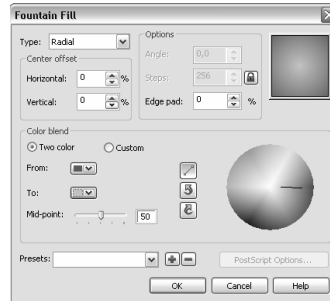 Fountain Fill
Type: Radial
Center offset
Horizontal: 0 %
Vertical: 0 %
Options
Angle: 0,0
Steps: 256
Edge pad: 0 %
Color blend
Two color Custom
From:
To:
Mid-point: 50
Presets: PostScript Options...
OK Cancel Help